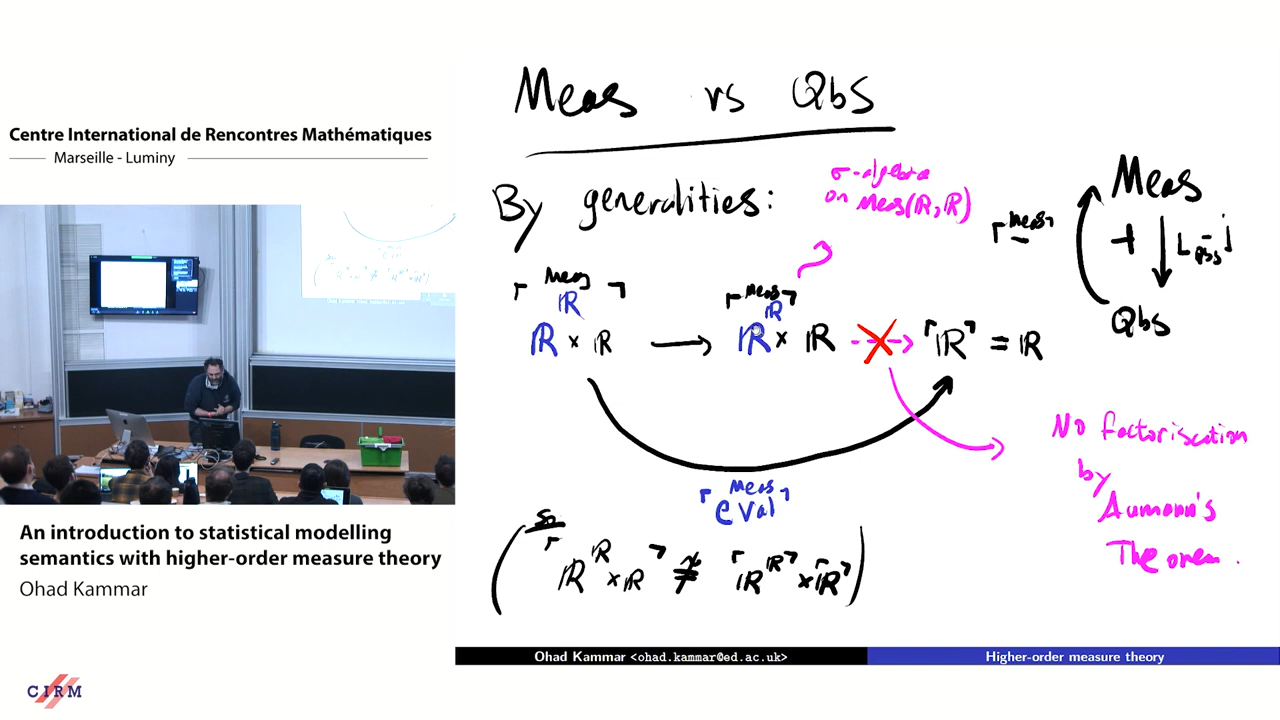 Centre International de Rencontres Mathématiques
Marseille - Luminy
An introduction to statistical modelling
semantics with higher-order measure theory
Ohad Kammar
CIRM
Meas vs Qbs
By generalities:
σ-algebra
on Meas(ℝ, ℝ)
⌜ Meas ⌝
ℝ^ℝ × ℝ
⌜ Meas ⌝
ℝ^ℝ × ℝ
⌜ℝ⌝ = ℝ
⌜ Meas ⌝
eval
⌜ Meas ⌝
Meas
⊣
⌞ – ⌟
Qbs
Qbs
No factorisation
by
Aumann's
Theorem.
(so ⌜ℝ^ℝ × ℝ⌝ ≇ ⌜ℝ^ℝ⌝ × ⌜ℝ⌝)
Ohad Kammar <ohad.kammar@ed.ac.uk>
Higher-order measure theory